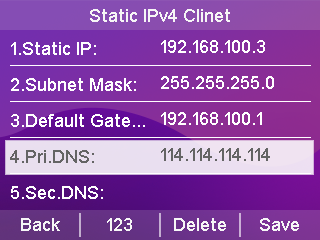 Static IPv4 Clinet
1.Static IP: 192.168.100.3
2.Subnet Mask: 255.255.255.0
3.Default Gate... 192.168.100.1
4.Pri.DNS: 114.114.114.114
5.Sec.DNS:
Back 123 Delete Save